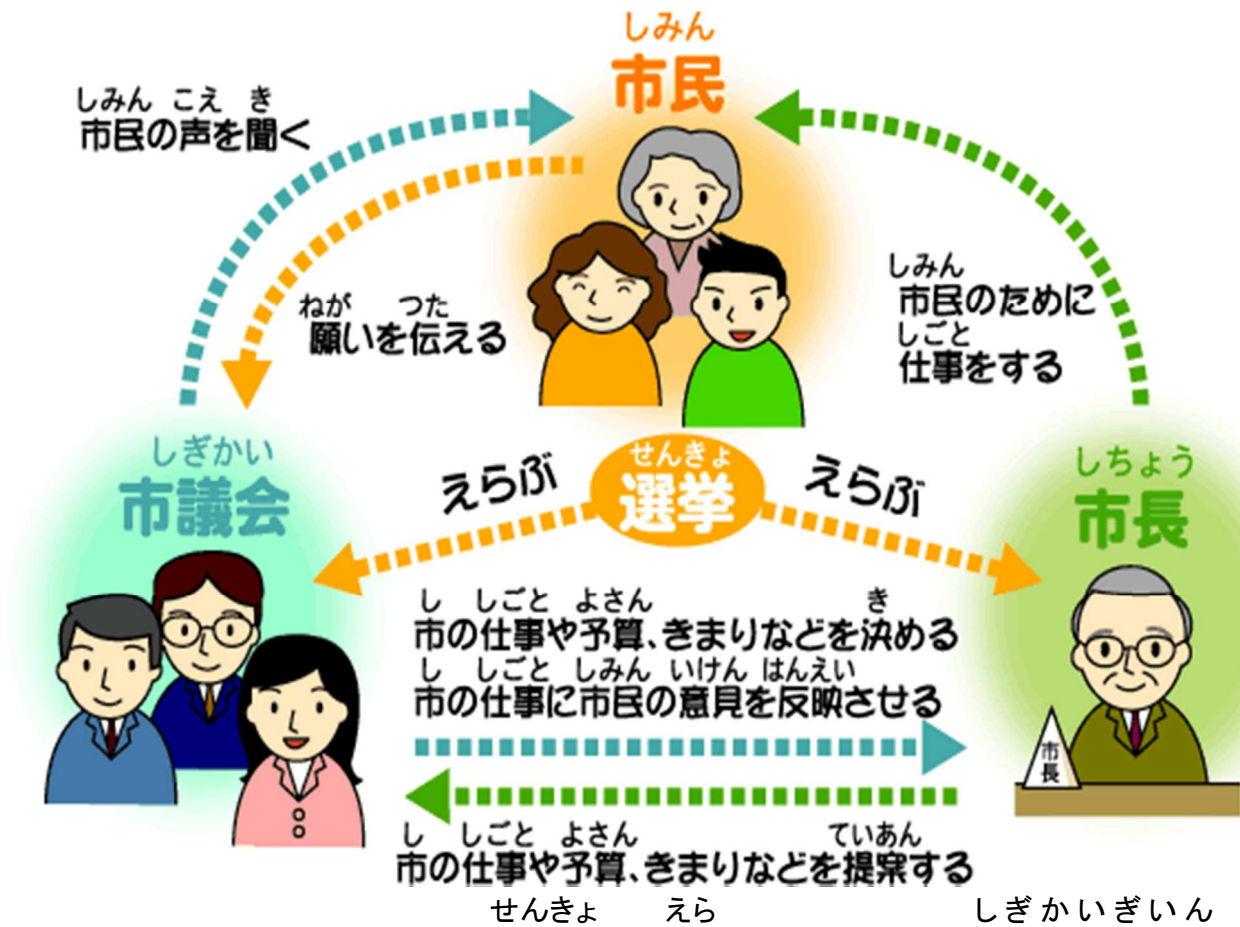 しみん
市民
しみん こえ き
市民の声を聞く
ねが つた
願いを伝える
しみん
市民のために
しごと
仕事をする
しぎかい
市議会
えらぶ
せんきょ
選挙
えらぶ
しちょう
市長
し しごと よさん き
市の仕事や予算、きまりなどを決める
し しごと しみん いけん はんえい
市の仕事に市民の意見を反映させる
市長
し しごと よさん ていあん
市の仕事や予算、きまりなどを提案する
せんきょ えら しぎかいぎいん